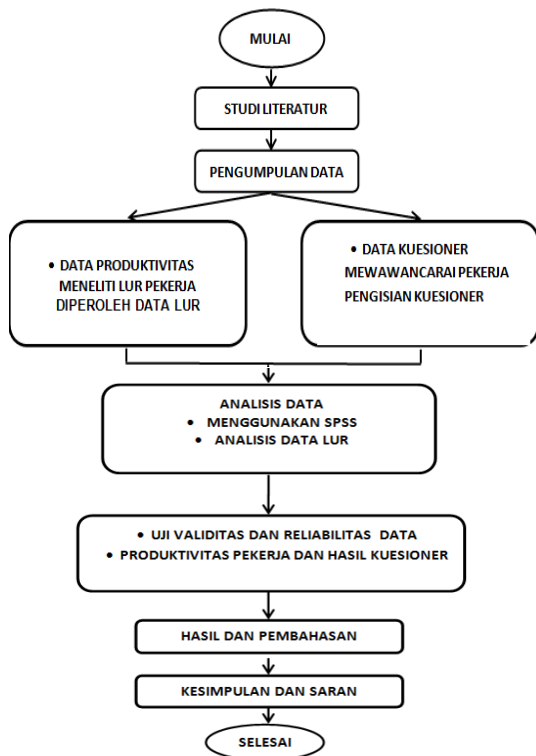 MULAI
STUDI LITERATUR
PENGUMPULAN DATA
• DATA PRODUKTIVITAS
MENELITI LUR PEKERJA
DIPEROLEH DATA LUR
• DATA KUESIONER
MEWAWANCARAI PEKERJA
PENGISIAN KUESIONER
ANALISIS DATA
• MENGGUNAKAN SPSS
• ANALISIS DATA LUR
• UJI VALIDITAS DAN RELIABILITAS DATA
• PRODUKTIVITAS PEKERJA DAN HASIL KUESIONER
HASIL DAN PEMBAHASAN
KESIMPULAN DAN SARAN
SELESAI